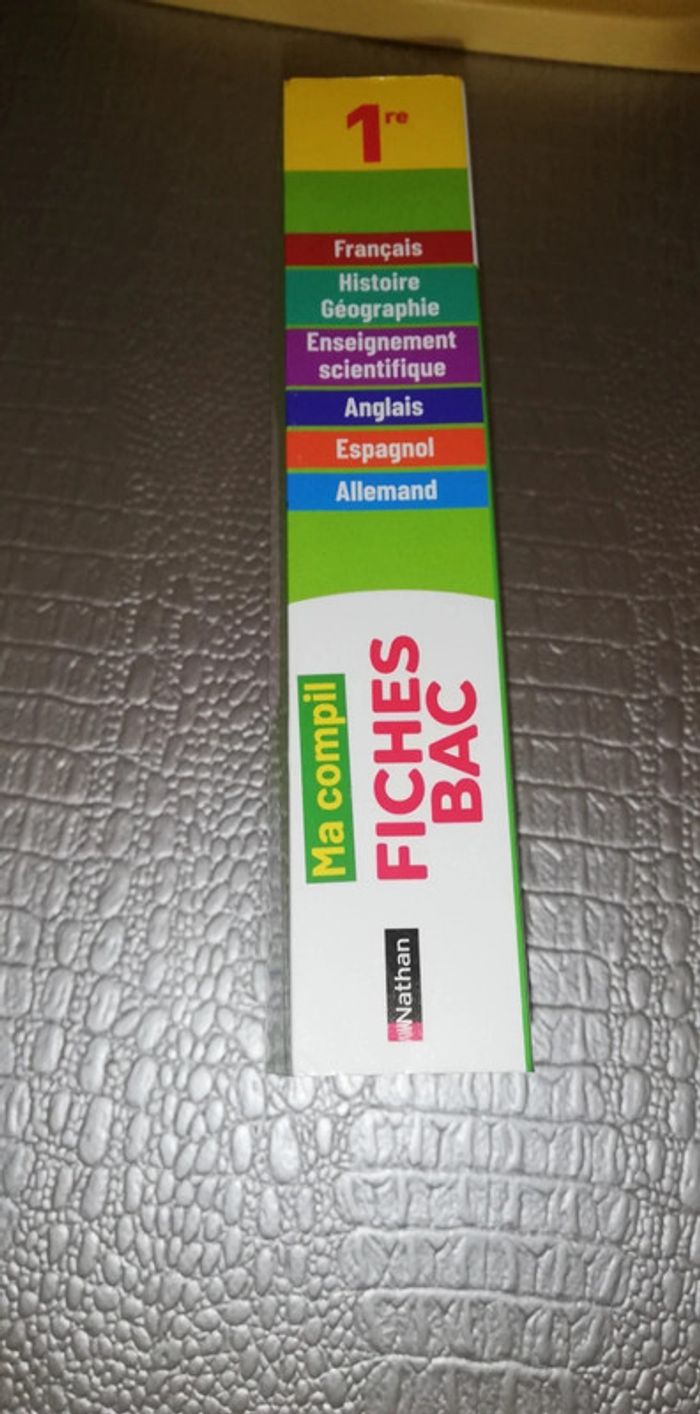 1re
Français
Histoire
Géographie
Enseignement
scientifique
Anglais
Espagnol
Allemand
Ma compil
FICHES
BAC
Nathan